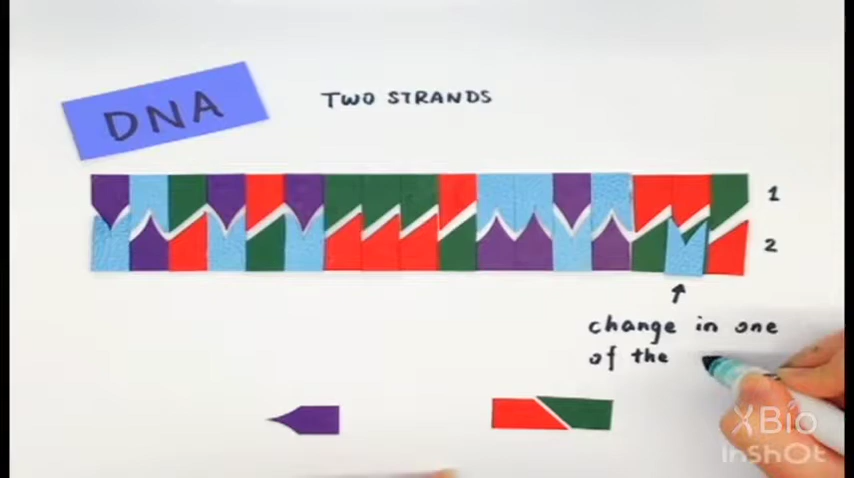 DNA
TWO STRANDS
1
2
change in one
of the
XBio
InShOt